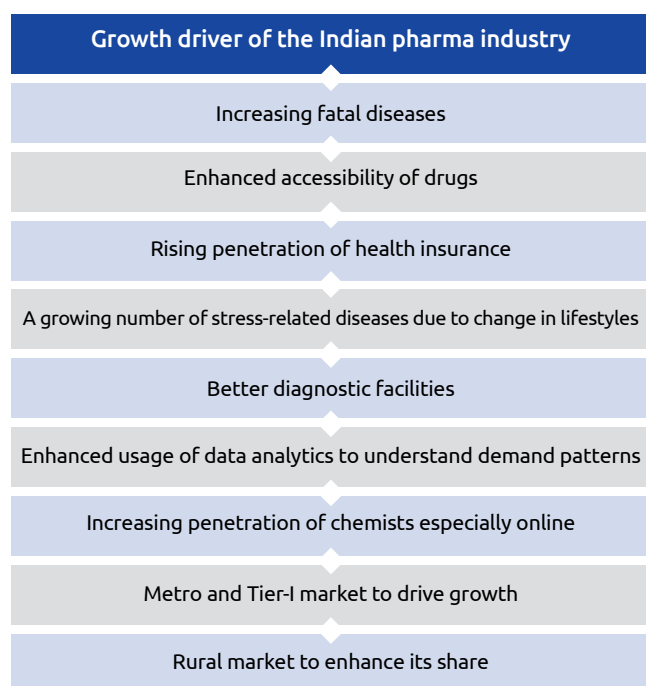 Growth driver of the Indian pharma industry
Increasing fatal diseases
Enhanced accessibility of drugs
Rising penetration of health insurance
A growing number of stress-related diseases due to change in lifestyles
Better diagnostic facilities
Enhanced usage of data analytics to understand demand patterns
Increasing penetration of chemists especially online
Metro and Tier-I market to drive growth
Rural market to enhance its share